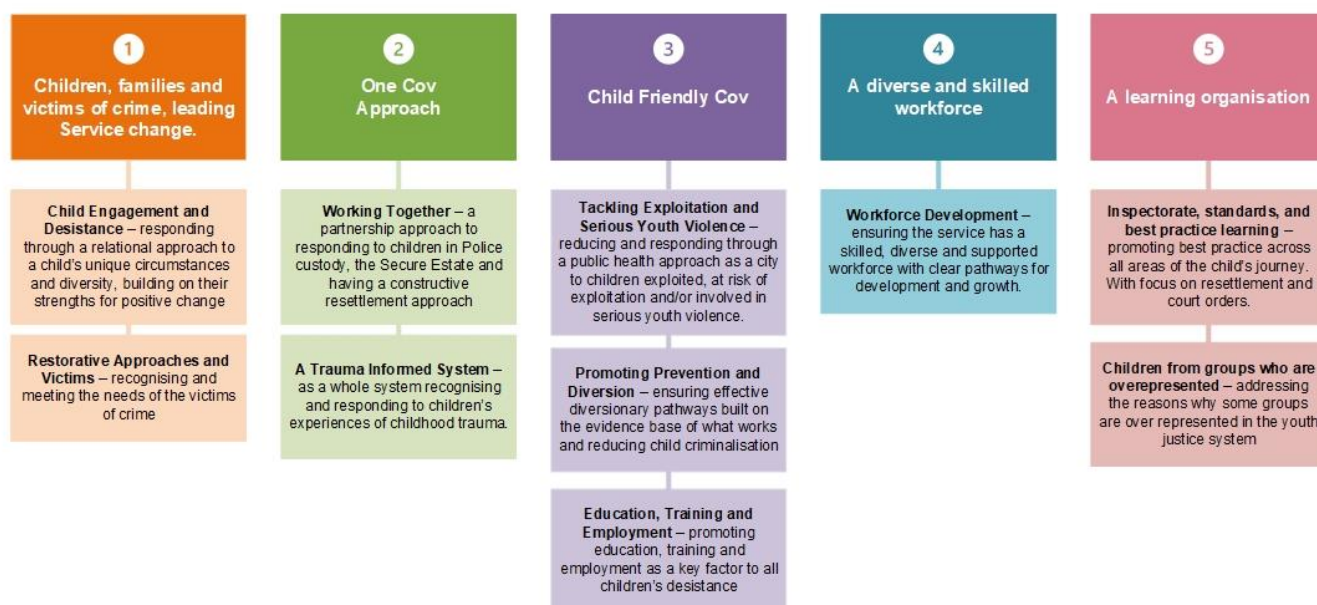 1
Children, families and
victims of crime, leading
Service change.
Child Engagement and
Desistance – responding
through a relational approach to
a child's unique circumstances
and diversity, building on their
strengths for positive change
Restorative Approaches and
Victims – recognising and
meeting the needs of the victims
of crime
2
One Cov
Approach
Working Together – a
partnership approach to
responding to children in Police
custody, the Secure Estate and
having a constructive
resettlement approach
A Trauma Informed System –
as a whole system recognising
and responding to children's
experiences of childhood trauma.
3
Child Friendly Cov
Tackling Exploitation and
Serious Youth Violence –
reducing and responding through
a public health approach as a city
to children exploited, at risk of
exploitation and/or involved in
serious youth violence.
Promoting Prevention and
Diversion – ensuring effective
diversionary pathways built on
the evidence base of what works
and reducing child criminalisation
Education, Training and
Employment – promoting
education, training and
employment as a key factor to all
children's desistance
4
A diverse and skilled
workforce
Workforce Development –
ensuring the service has a
skilled, diverse and supported
workforce with clear pathways for
development and growth.
5
A learning organisation
Inspectorate, standards, and
best practice learning –
promoting best practice across
all areas of the child's journey.
With focus on resettlement and
court orders.
Children from groups who are
overrepresented – addressing
the reasons why some groups
are over represented in the youth
justice system